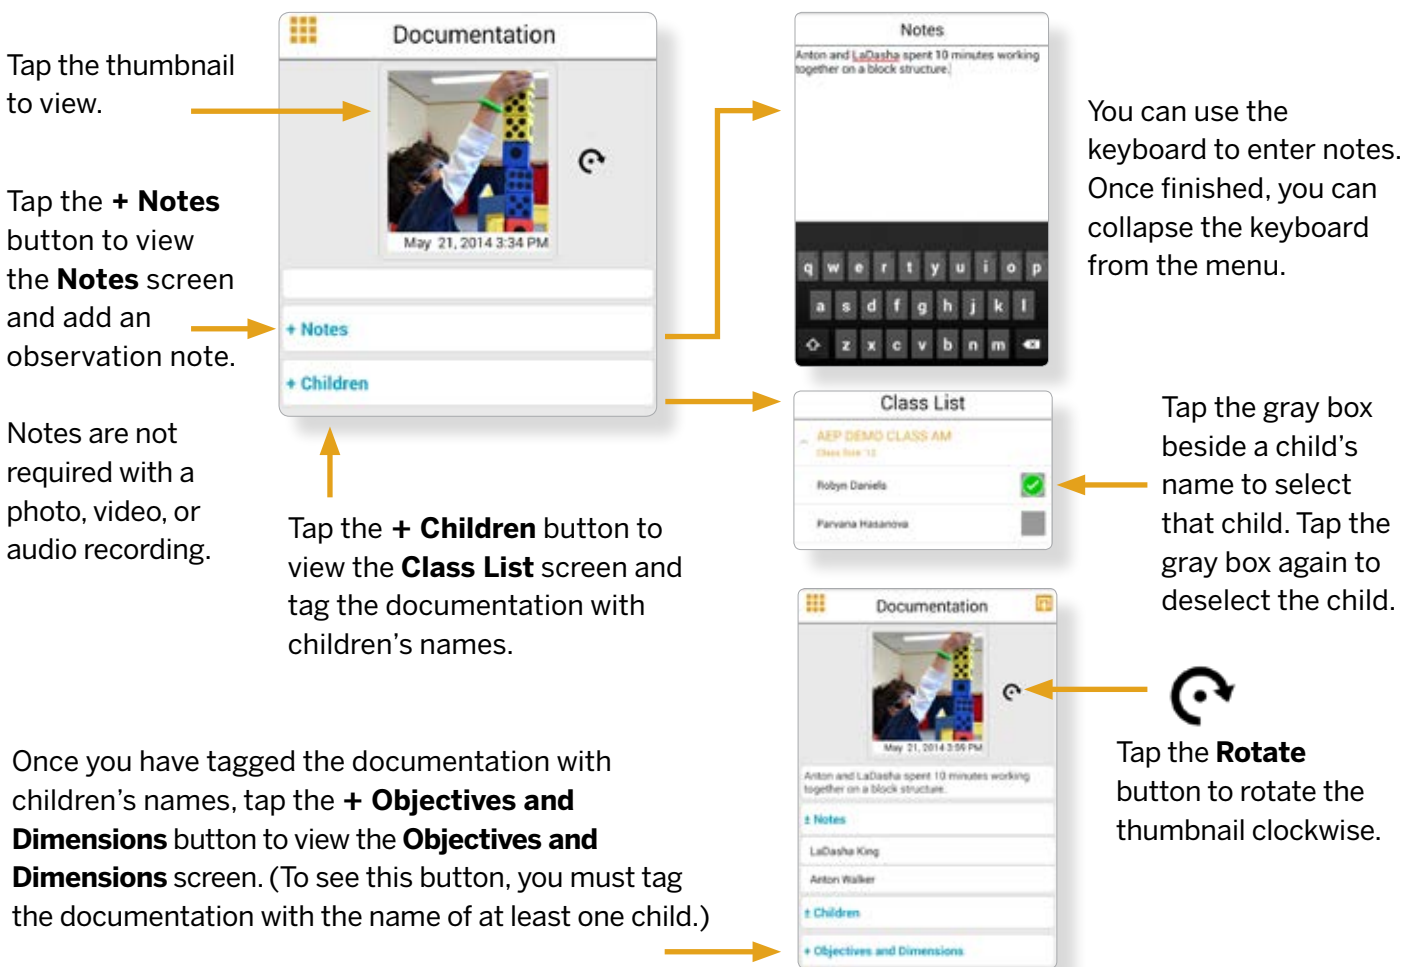 Tap the thumbnail
to view.
Tap the + Notes
button to view
the Notes screen
and add an
observation note.
Notes are not
required with a
photo, video, or
audio recording.
Documentation
May 21, 2014 3:34 PM
+ Notes
+ Children
Tap the + Children button to
view the Class List screen and
tag the documentation with
children's names.
Notes
Anton and LaDasha spent 10 minutes working
together on a block structure.
q w e r t y u i o p
a s d f g h j k l
z x c v b n m
You can use the
keyboard to enter notes.
Once finished, you can
collapse the keyboard
from the menu.
Class List
AEP DEMO CLASS AM
Class Size: 12
Robyn Daniels
Parvana Hasanova
Tap the gray box
beside a child's
name to select
that child. Tap the
gray box again to
deselect the child.
Documentation
May 21, 2014 3:59 PM
Anton and LaDasha spent 10 minutes working
together on a block structure.
± Notes
LaDasha King
Anton Walker
± Children
+ Objectives and Dimensions
Tap the Rotate
button to rotate the
thumbnail clockwise.
Once you have tagged the documentation with
children's names, tap the + Objectives and
Dimensions button to view the Objectives and
Dimensions screen. (To see this button, you must tag
the documentation with the name of at least one child.)